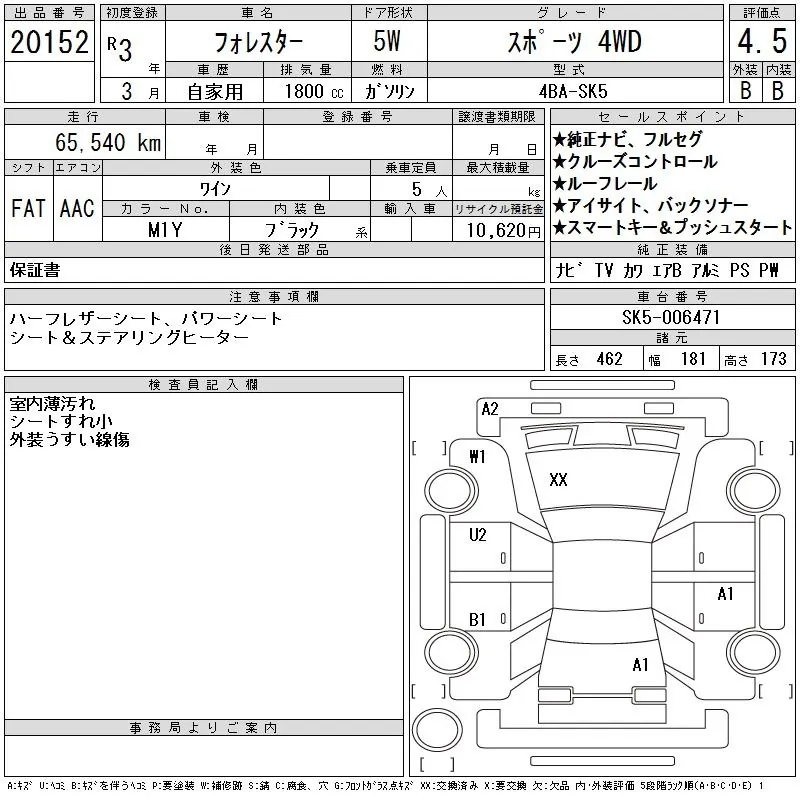 出品番号 初度登録 車名 ドア形状 グレード 評価点
20152 R3年 フォレスター 5W スポーツ 4WD 4.5
車歴 排気量 燃料 型式 外装 内装
3月 自家用 1800cc ガソリン 4BA-SK5 B B
走行 車検 登録番号 譲渡書類期限 セールスポイント
65,540 km 年 月 月 日
★純正ナビ、フルセグ
★クルーズコントロール
★ルーフレール
★アイサイト、バックソナー
★スマートキー&プッシュスタート
シフト エアコン 外装色 乗車定員 最大積載量
FAT AAC ワイン 5人 kg
カラーNo. 内装色 輸入車 リサイクル預託金
M1Y ブラック 系 10,620円
後日発送部品 純正装備
保証書 ナビ TV カワ エアB アルミ PS PW
注意事項欄 車台番号
ハーフレザーシート、パワーシート SK5-006471
シート&ステアリングヒーター 諸元
長さ 462 幅 181 高さ 173
検査員記入欄
室内薄汚れ
シートすれ小
外装うすい線傷
A2
W1
XX
U2
A1
B1
A1
事務局よりご案内
A:キズ U:ヘコミ B:キズを伴うヘコミ P:要塗装 W:補修跡 S:錆 C:腐食、穴 G:フロントガラス点キズ XX:交換済み X:要交換 欠:欠品 内・外装評価 5段階ランク順(A・B・C・D・E) 1